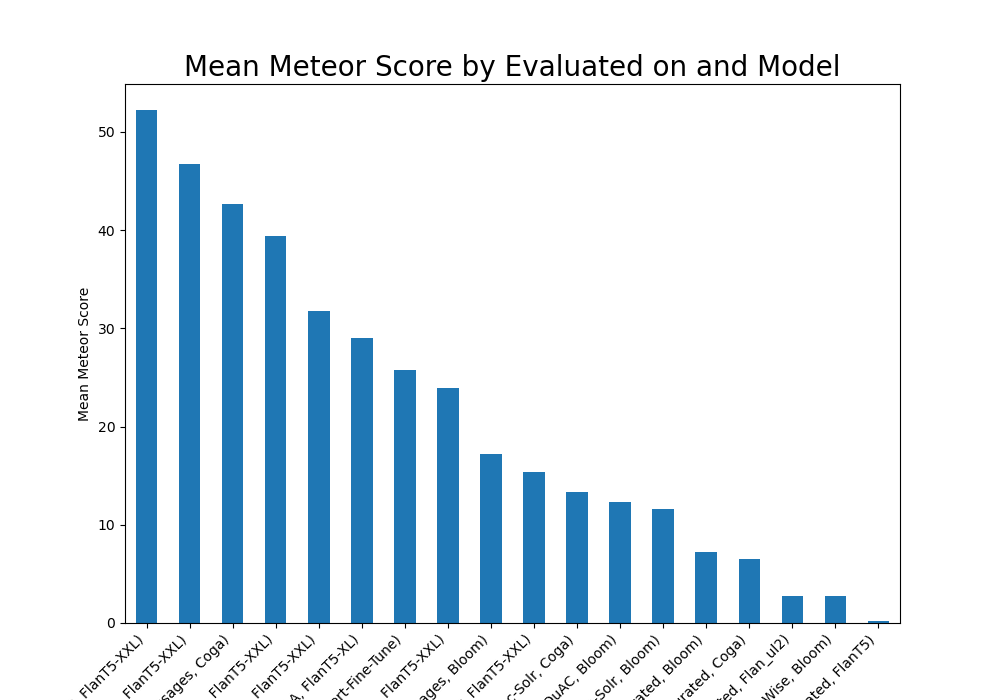 Mean Meteor Score by Evaluated on and Model
Mean Meteor Score
50
40
30
20
10
0
FlanT5-XXL)
FlanT5-XXL)
sages, Coga)
FlanT5-XXL)
FlanT5-XXL)
A, FlanT5-XL)
ort-Fine-Tune)
FlanT5-XXL)
ages, Bloom)
, FlanT5-XXL)
c-Solr, Coga)
QuAC, Bloom)
-Solr, Bloom)
ated, Bloom)
urated, Coga)
ted, Flan_ul2)
Wise, Bloom)
ated, FlanT5)